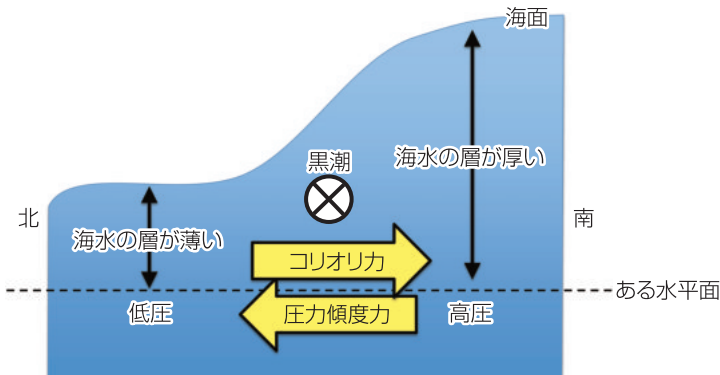 海面
海水の層が厚い
黒潮
北
南
海水の層が薄い
コリオリ力
ある水平面
低圧
圧力傾度力
高圧